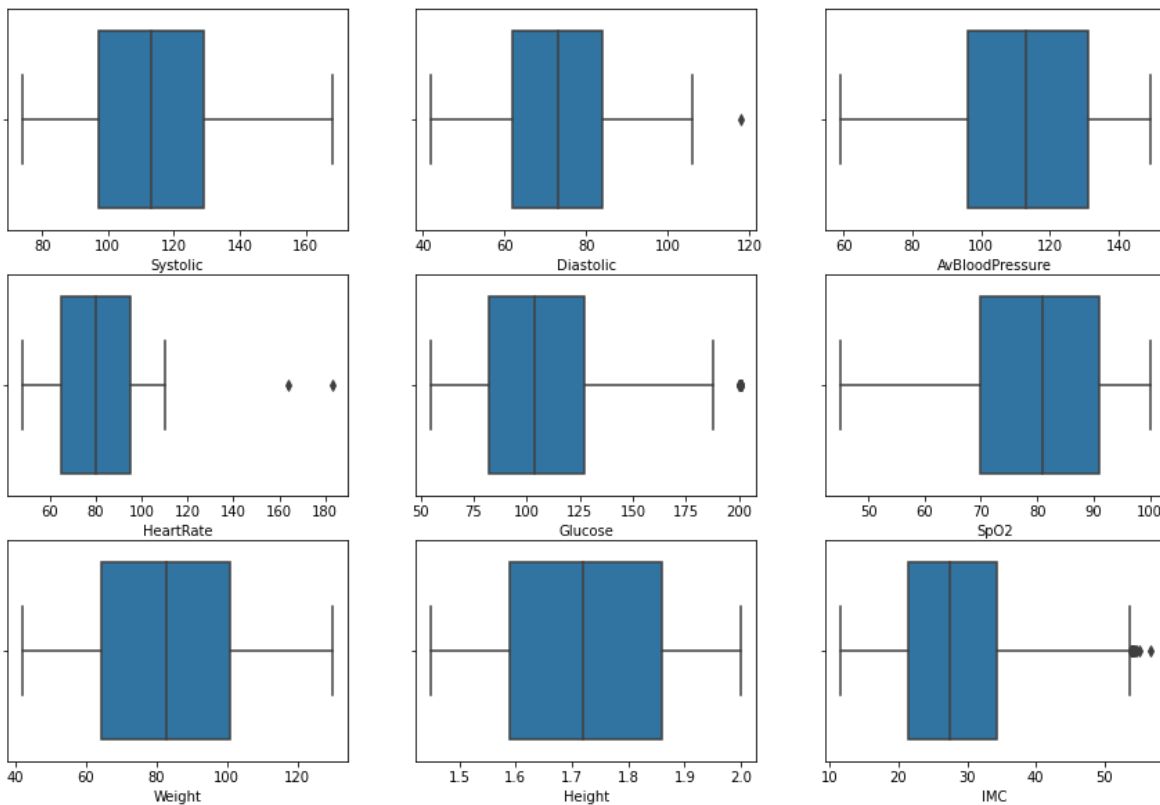 80 100 120 140 160
Systolic
40 60 80 100 120
Diastolic
60 80 100 120 140
AvBloodPressure
60 80 100 120 140 160 180
HeartRate
50 75 100 125 150 175 200
Glucose
50 60 70 80 90 100
SpO2
40 60 80 100 120
Weight
1.5 1.6 1.7 1.8 1.9 2.0
Height
10 20 30 40 50
IMC